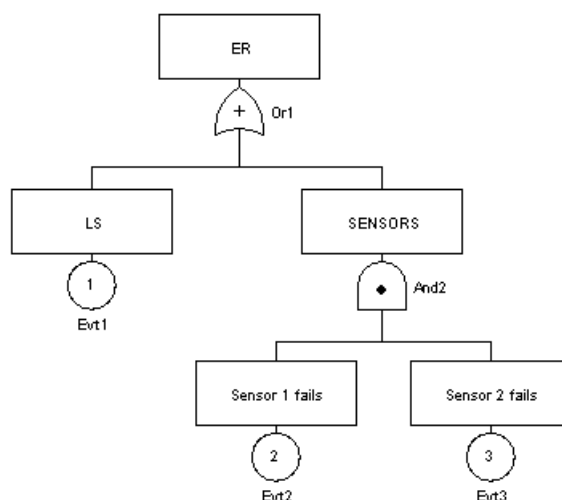 ER
+
Or1
LS
SENSORS
1
And2
Evt1
Sensor 1 fails
Sensor 2 fails
2
3
Evt2
Evt3